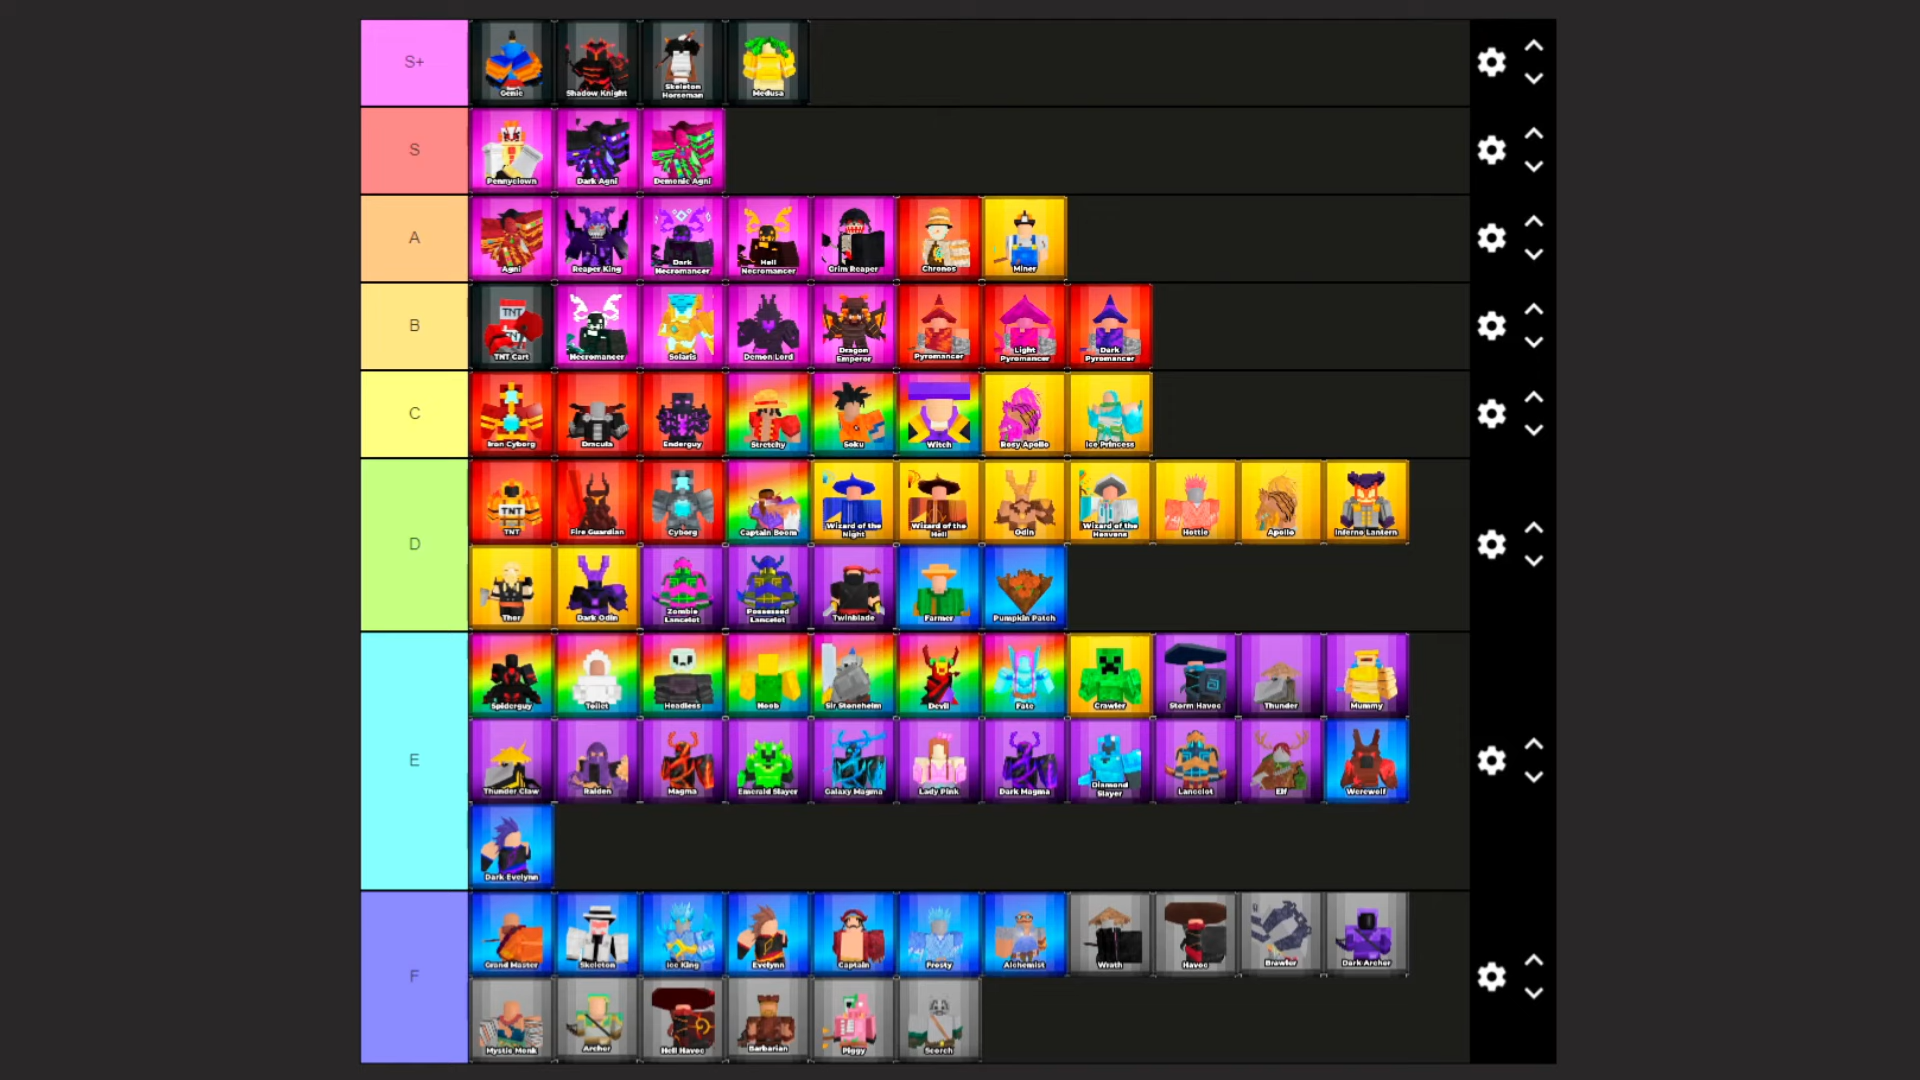 S+
Genie
Shadow Knight
Skeleton
Horseman
Medusa
S
Pennyclown
Dark Agni
Demonic Agni
A
Agni
Reaper King
Dark
Necromancer
Hell
Necromancer
Grim Reaper
Chronos
Miner
B
TNT
TNT
TNT Cart
Necromancer
Solaris
Demon Lord
Dragon
Emperor
Pyromancer
Light
Pyromancer
Dark
Pyromancer
C
Iron Cyborg
Dracula
Enderguy
Stretchy
Soku
Witch
Rosy Apollo
Ice Princess
D
TNT
TNT
Fire Guardian
Cyborg
Captain Boom
Wizard of the
Night
Wizard of the
Hell
Odin
Wizard of the
Heavens
Hottie
Apollo
Inferno Lantern
Thor
Dark Odin
Zombie
Lancelot
Possessed
Lancelot
Twinblade
Farmer
Pumpkin Patch
E
Spiderguy
Toilet
Headless
Noob
Sir Stoneheim
Devil
Fate
Crawler
Storm Havoc
Thunder
Mummy
Thunder Claw
Raiden
Magma
Emerald Slayer
Galaxy Magma
Lady Pink
Dark Magma
Diamond
Slayer
Lancelot
Elf
Werewolf
Dark Evelynn
F
Grand Master
Skeleton
Ice King
Evelynn
Captain
Frosty
Alchemist
Wrath
Havoc
Brawler
Dark Archer
Mystic Monk
Archer
Hell Havoc
Barbarian
Piggy
Scorch